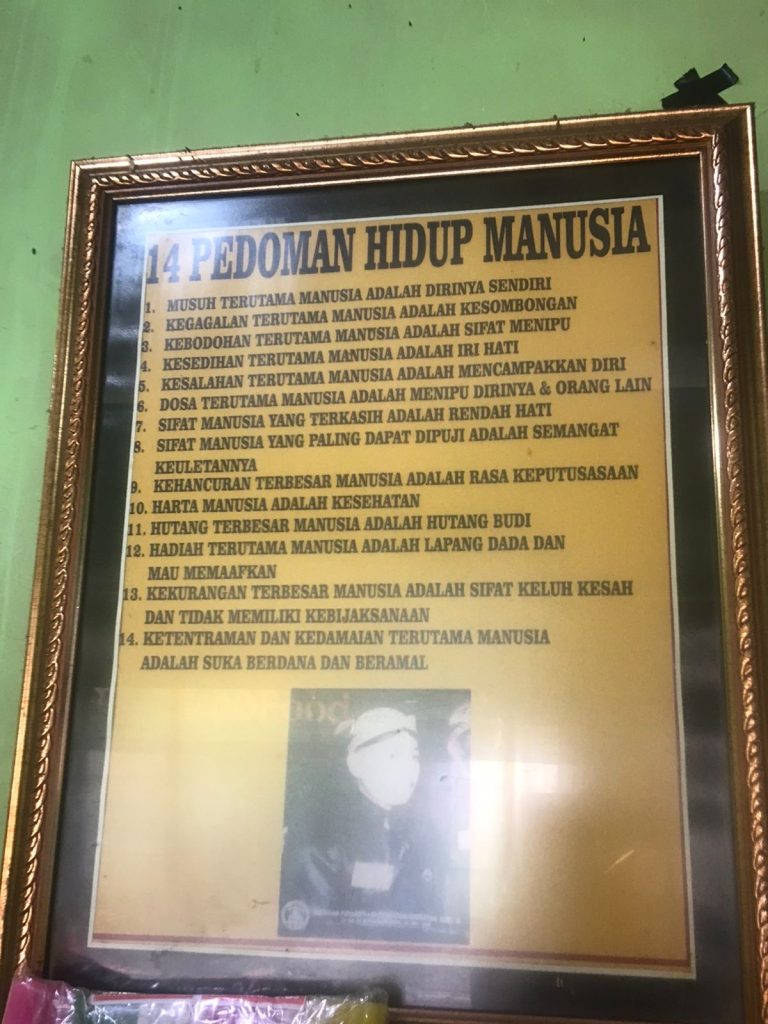 14 PEDOMAN HIDUP MANUSIA
1. MUSUH TERUTAMA MANUSIA ADALAH DIRINYA SENDIRI
2. KEGAGALAN TERUTAMA MANUSIA ADALAH KESOMBONGAN
3. KEBODOHAN TERUTAMA MANUSIA ADALAH SIFAT MENIPU
4. KESEDIHAN TERUTAMA MANUSIA ADALAH IRI HATI
5. KESALAHAN TERUTAMA MANUSIA ADALAH MENCAMPAKKAN DIRI
6. DOSA TERUTAMA MANUSIA ADALAH MENIPU DIRINYA & ORANG LAIN
7. SIFAT MANUSIA YANG TERKASIH ADALAH RENDAH HATI
8. SIFAT MANUSIA YANG PALING DAPAT DIPUJI ADALAH SEMANGAT
KEULETANNYA
9. KEHANCURAN TERBESAR MANUSIA ADALAH RASA KEPUTUSASAAN
10. HARTA MANUSIA ADALAH KESEHATAN
11. HUTANG TERBESAR MANUSIA ADALAH HUTANG BUDI
12. HADIAH TERUTAMA MANUSIA ADALAH LAPANG DADA DAN
MAU MEMAAFKAN
13. KEKURANGAN TERBESAR MANUSIA ADALAH SIFAT KELUH KESAH
DAN TIDAK MEMILIKI KEBIJAKSANAAN
14. KETENTRAMAN DAN KEDAMAIAN TERUTAMA MANUSIA
ADALAH SUKA BERDANA DAN BERAMAL